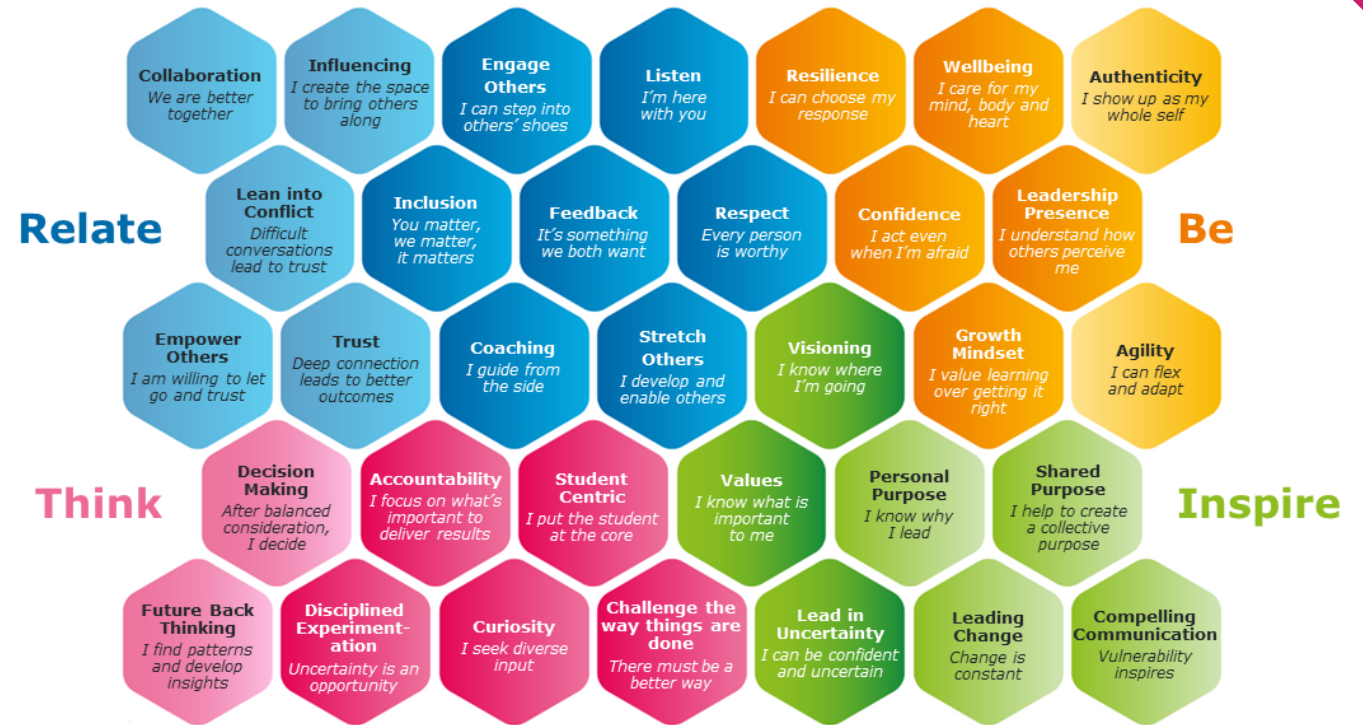 Collaboration
We are better
together
Influencing
I create the space
to bring others
along
Engage
Others
I can step into
others' shoes
Listen
I'm here
with you
Resilience
I can choose my
response
Wellbeing
I care for my
mind, body and
heart
Authenticity
I show up as my
whole self
Relate
Lean into
Conflict
Difficult
conversations
lead to trust
Inclusion
You matter,
we matter,
it matters
Feedback
It's something
we both want
Respect
Every person
is worthy
Confidence
I act even
when I'm afraid
Leadership
Presence
I understand how
others perceive
me
Be
Empower
Others
I am willing to let
go and trust
Trust
Deep connection
leads to better
outcomes
Coaching
I guide from
the side
Stretch
Others
I develop and
enable others
Visioning
I know where
I'm going
Growth
Mindset
I value learning
over getting it
right
Agility
I can flex
and adapt
Think
Decision
Making
After balanced
consideration,
I decide
Accountability
I focus on what's
important to
deliver results
Student
Centric
I put the student
at the core
Values
I know what is
important
to me
Personal
Purpose
I know why
I lead
Shared
Purpose
I help to create
a collective
purpose
Inspire
Future Back
Thinking
I find patterns
and develop
insights
Disciplined
Experiment-
ation
Uncertainty is an
opportunity
Curiosity
I seek diverse
input
Challenge the
way things are
done
There must be a
better way
Lead in
Uncertainty
I can be confident
and uncertain
Leading
Change
Change is
constant
Compelling
Communication
Vulnerability
inspires